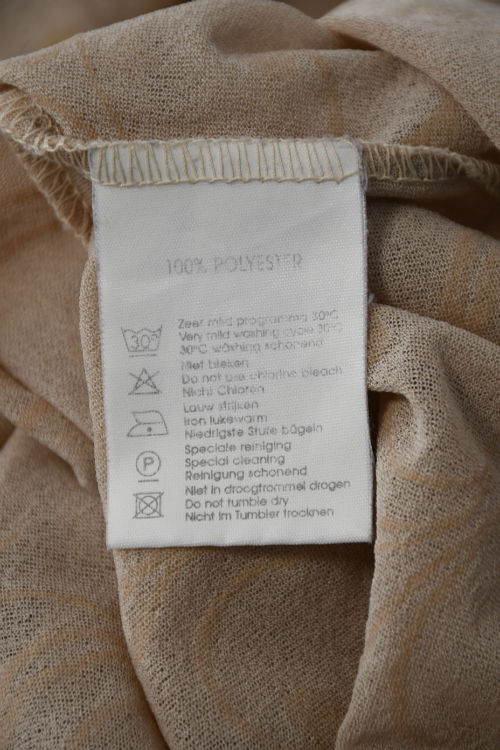 100% POLYESTER
Zeer mild programma 30°C
30° Very mild washing cycle 30°C
30°C washing schonend
Niet bleken
Do not use chlorine bleach
Nicht Chloren
Lauw strijken
Iron lukewarm
Niedrigste Stufe bügeln
Speciale reiniging
P Special cleaning
Reinigung schonend
Niet in droogtrommel drogen
Do not tumble dry
Nicht im Tumbler trocknen